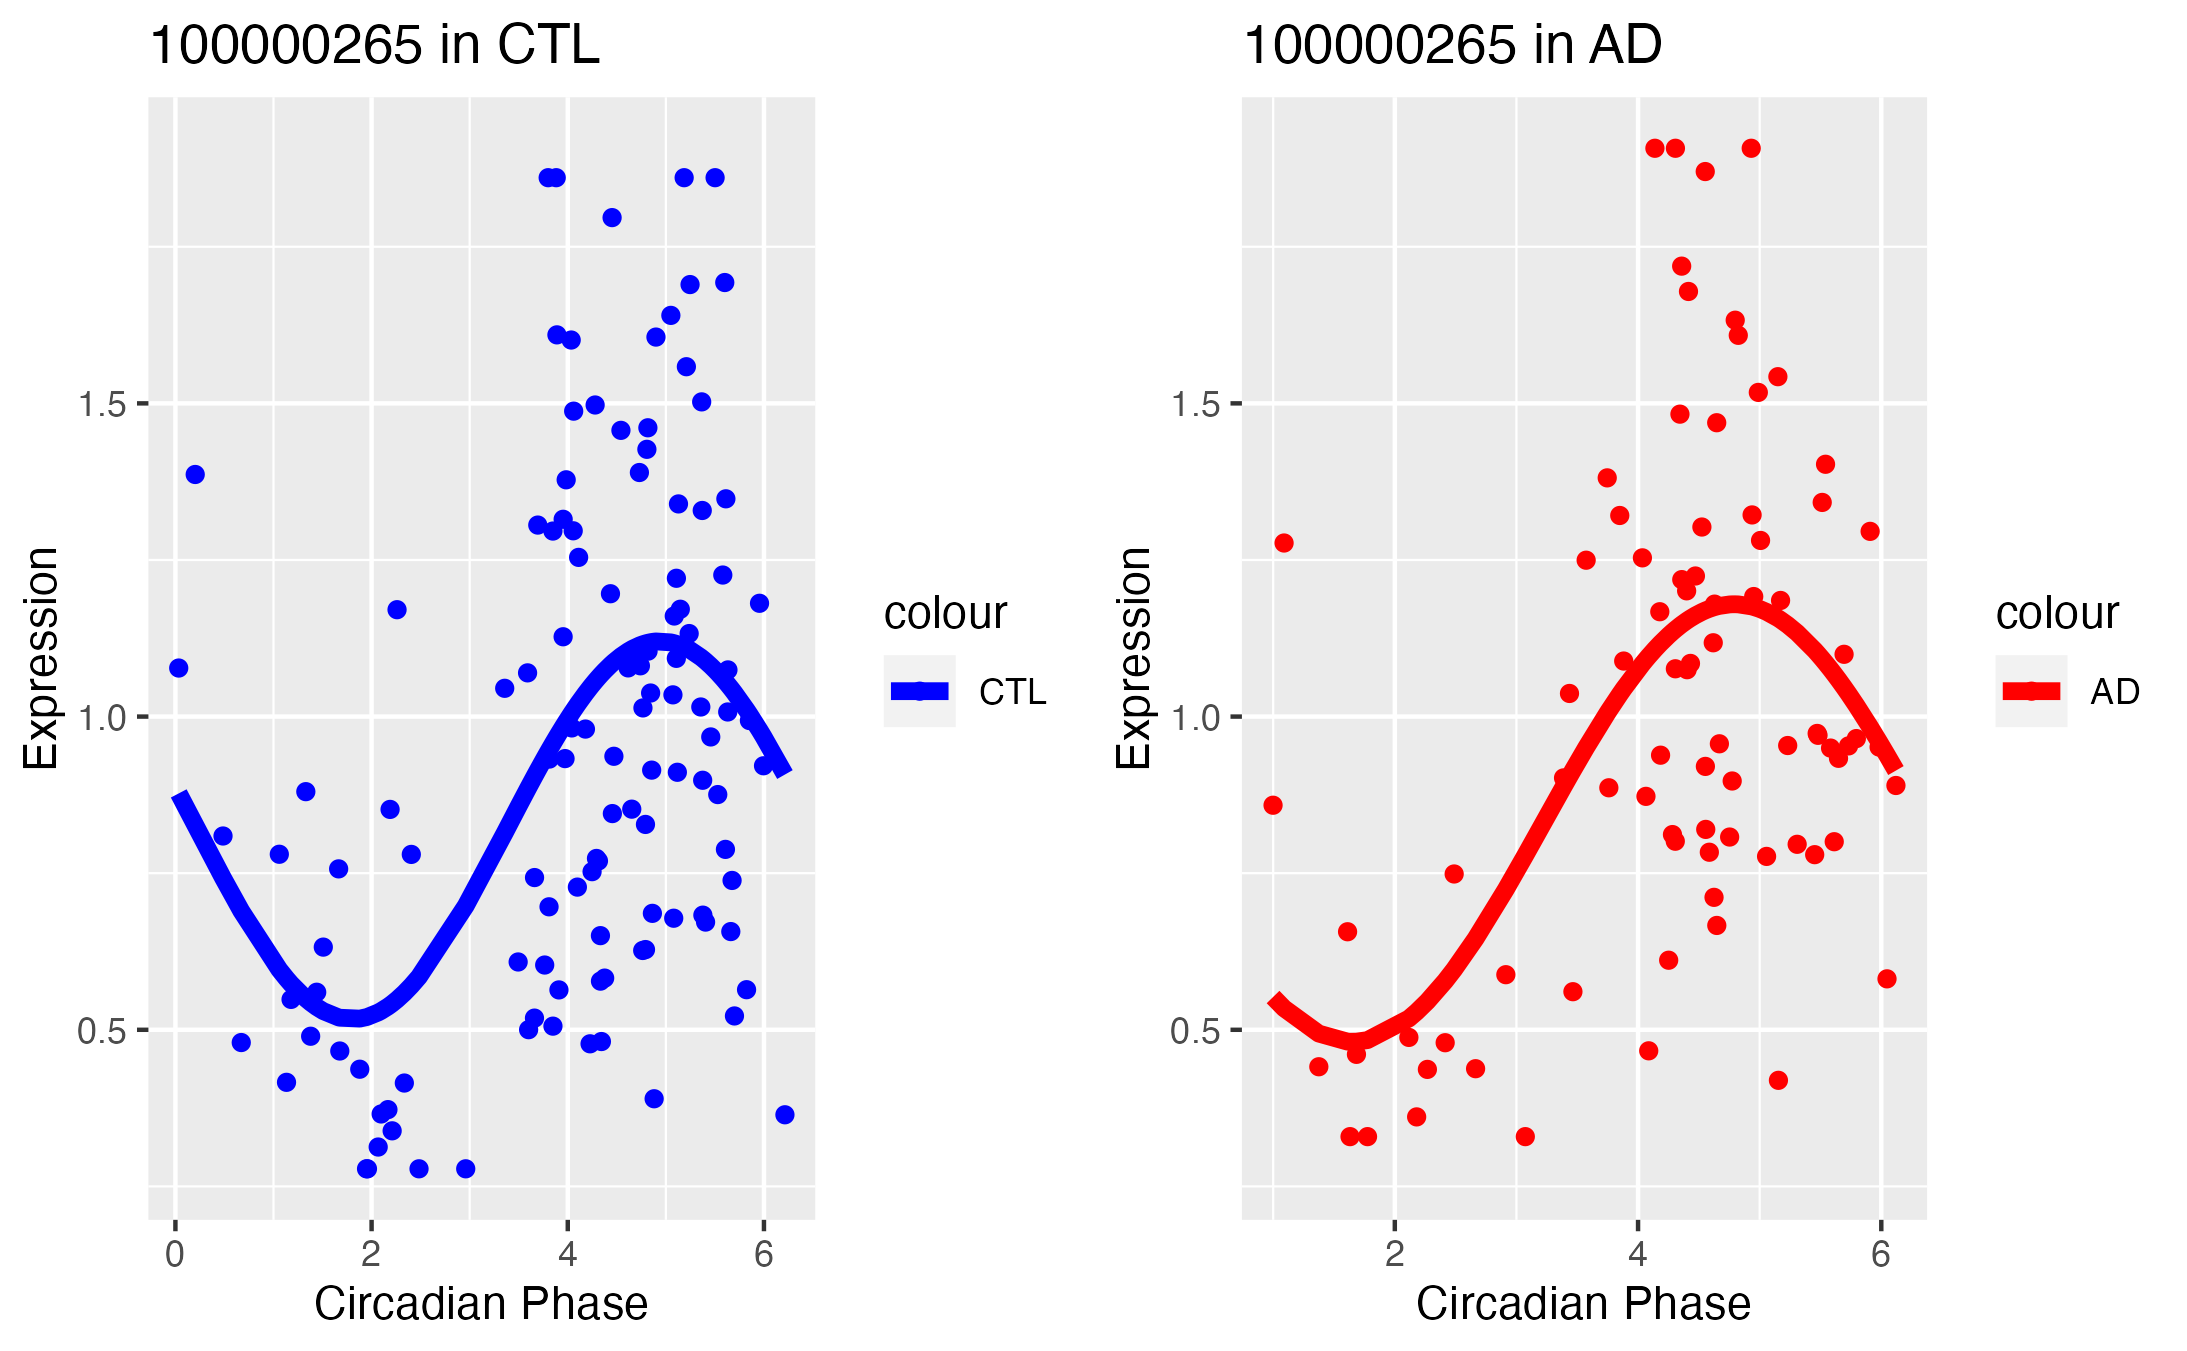 100000265 in CTL
Expression
1.5
1.0
0.5
0 2 4 6
Circadian Phase
colour
CTL
100000265 in AD
Expression
1.5
1.0
0.5
2 4 6
Circadian Phase
colour
AD